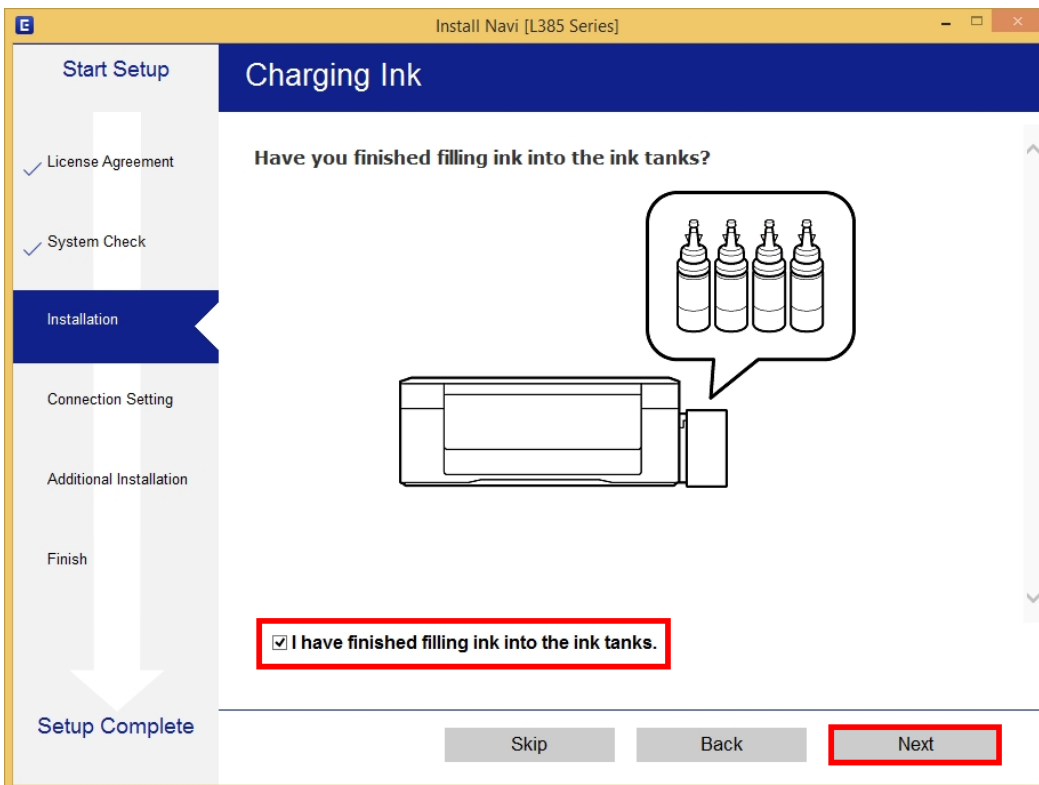 Install Navi [L385 Series]
Start Setup
Charging Ink
License Agreement
System Check
Installation
Connection Setting
Additional Installation
Finish
Setup Complete
Have you finished filling ink into the ink tanks?
I have finished filling ink into the ink tanks.
Skip
Back
Next